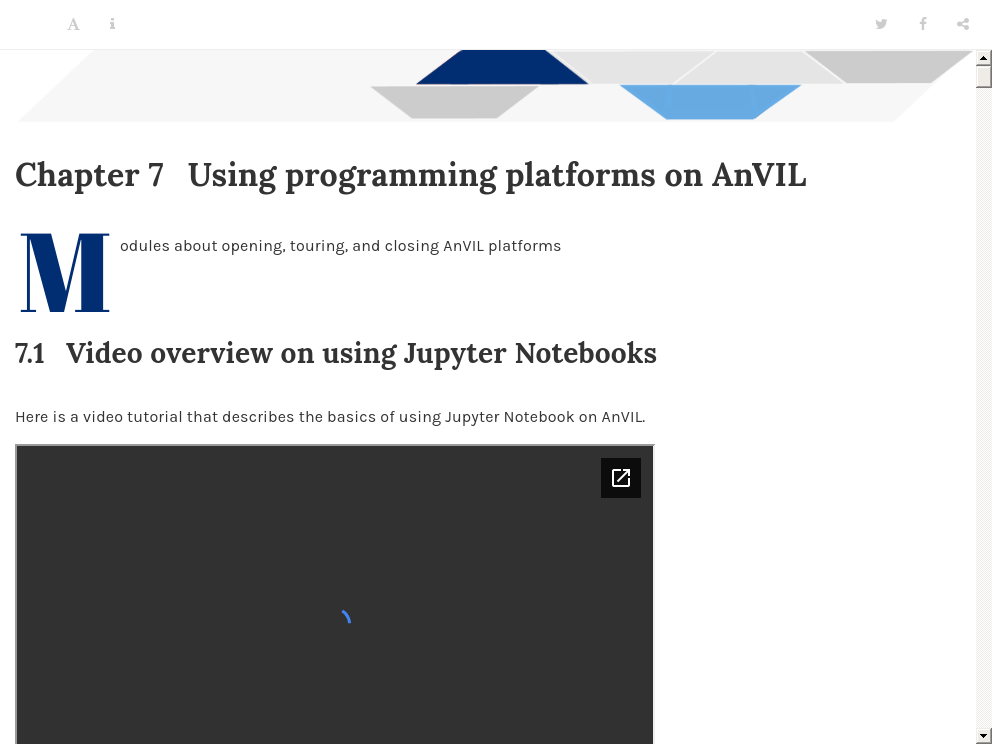 A
Chapter 7 Using programming platforms on AnVIL
Modules about opening, touring, and closing AnVIL platforms
7.1 Video overview on using Jupyter Notebooks
Here is a video tutorial that describes the basics of using Jupyter Notebook on AnVIL.